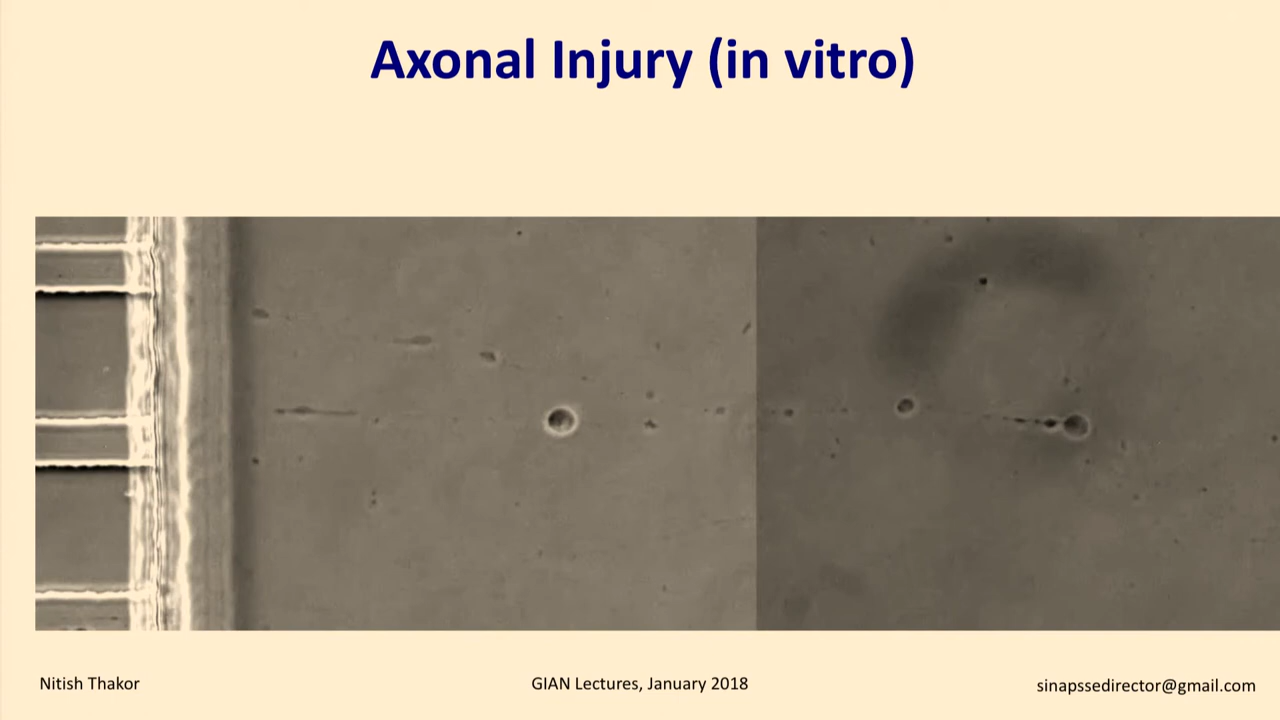 Axonal Injury (in vitro)
Nitish Thakor
GIAN Lectures, January 2018
sinapssedirector@gmail.com